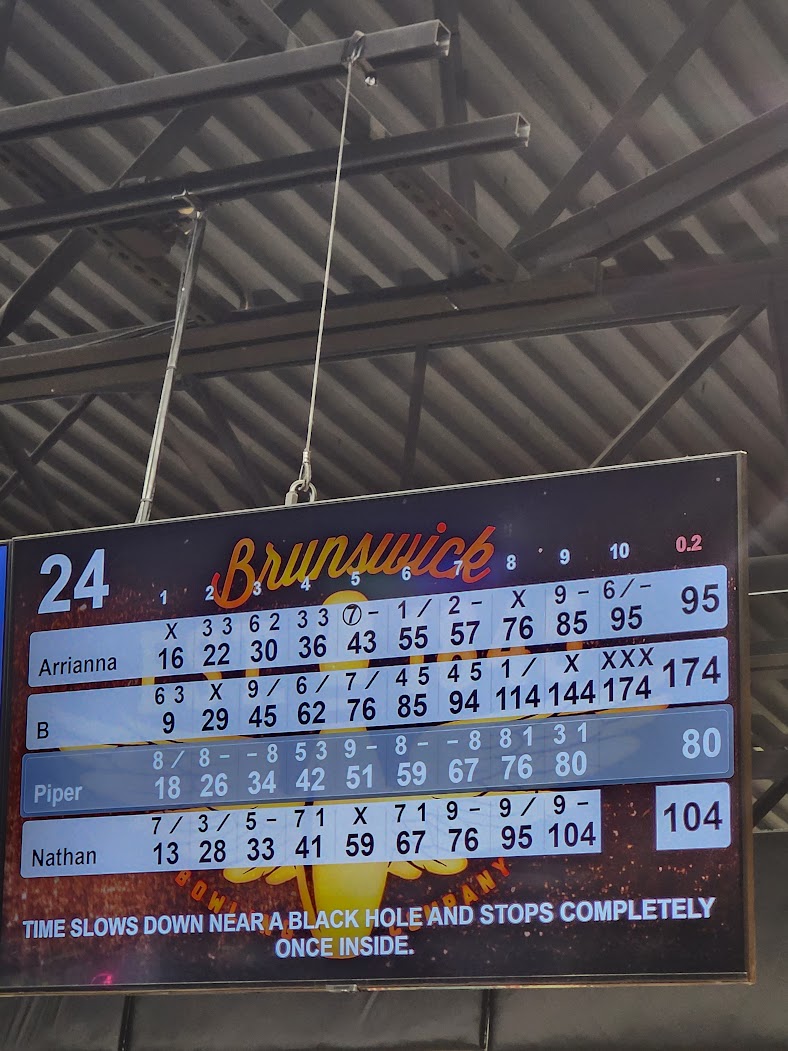 24 Brunswick
1 2 3 4 5 6 7 8 9 10 0.2
X 3 3 6 2 3 3 7 - 1 / 2 - X 9 - 6 / -
Arrianna 16 22 30 36 43 55 57 76 85 95 95
6 3 X 9 / 6 / 7 / 4 5 4 5 1 / X XXX
B 9 29 45 62 76 85 94 114 144 174 174
8 / 8 - - 8 5 3 9 - 8 - - 8 8 1 3 1
Piper 18 26 34 42 51 59 67 76 80 80
7 / 3 / 5 - 7 1 X 7 1 9 - 9 / 9 -
Nathan 13 28 33 41 59 67 76 95 104 104
BOWL COMPANY
TIME SLOWS DOWN NEAR A BLACK HOLE AND STOPS COMPLETELY
ONCE INSIDE.